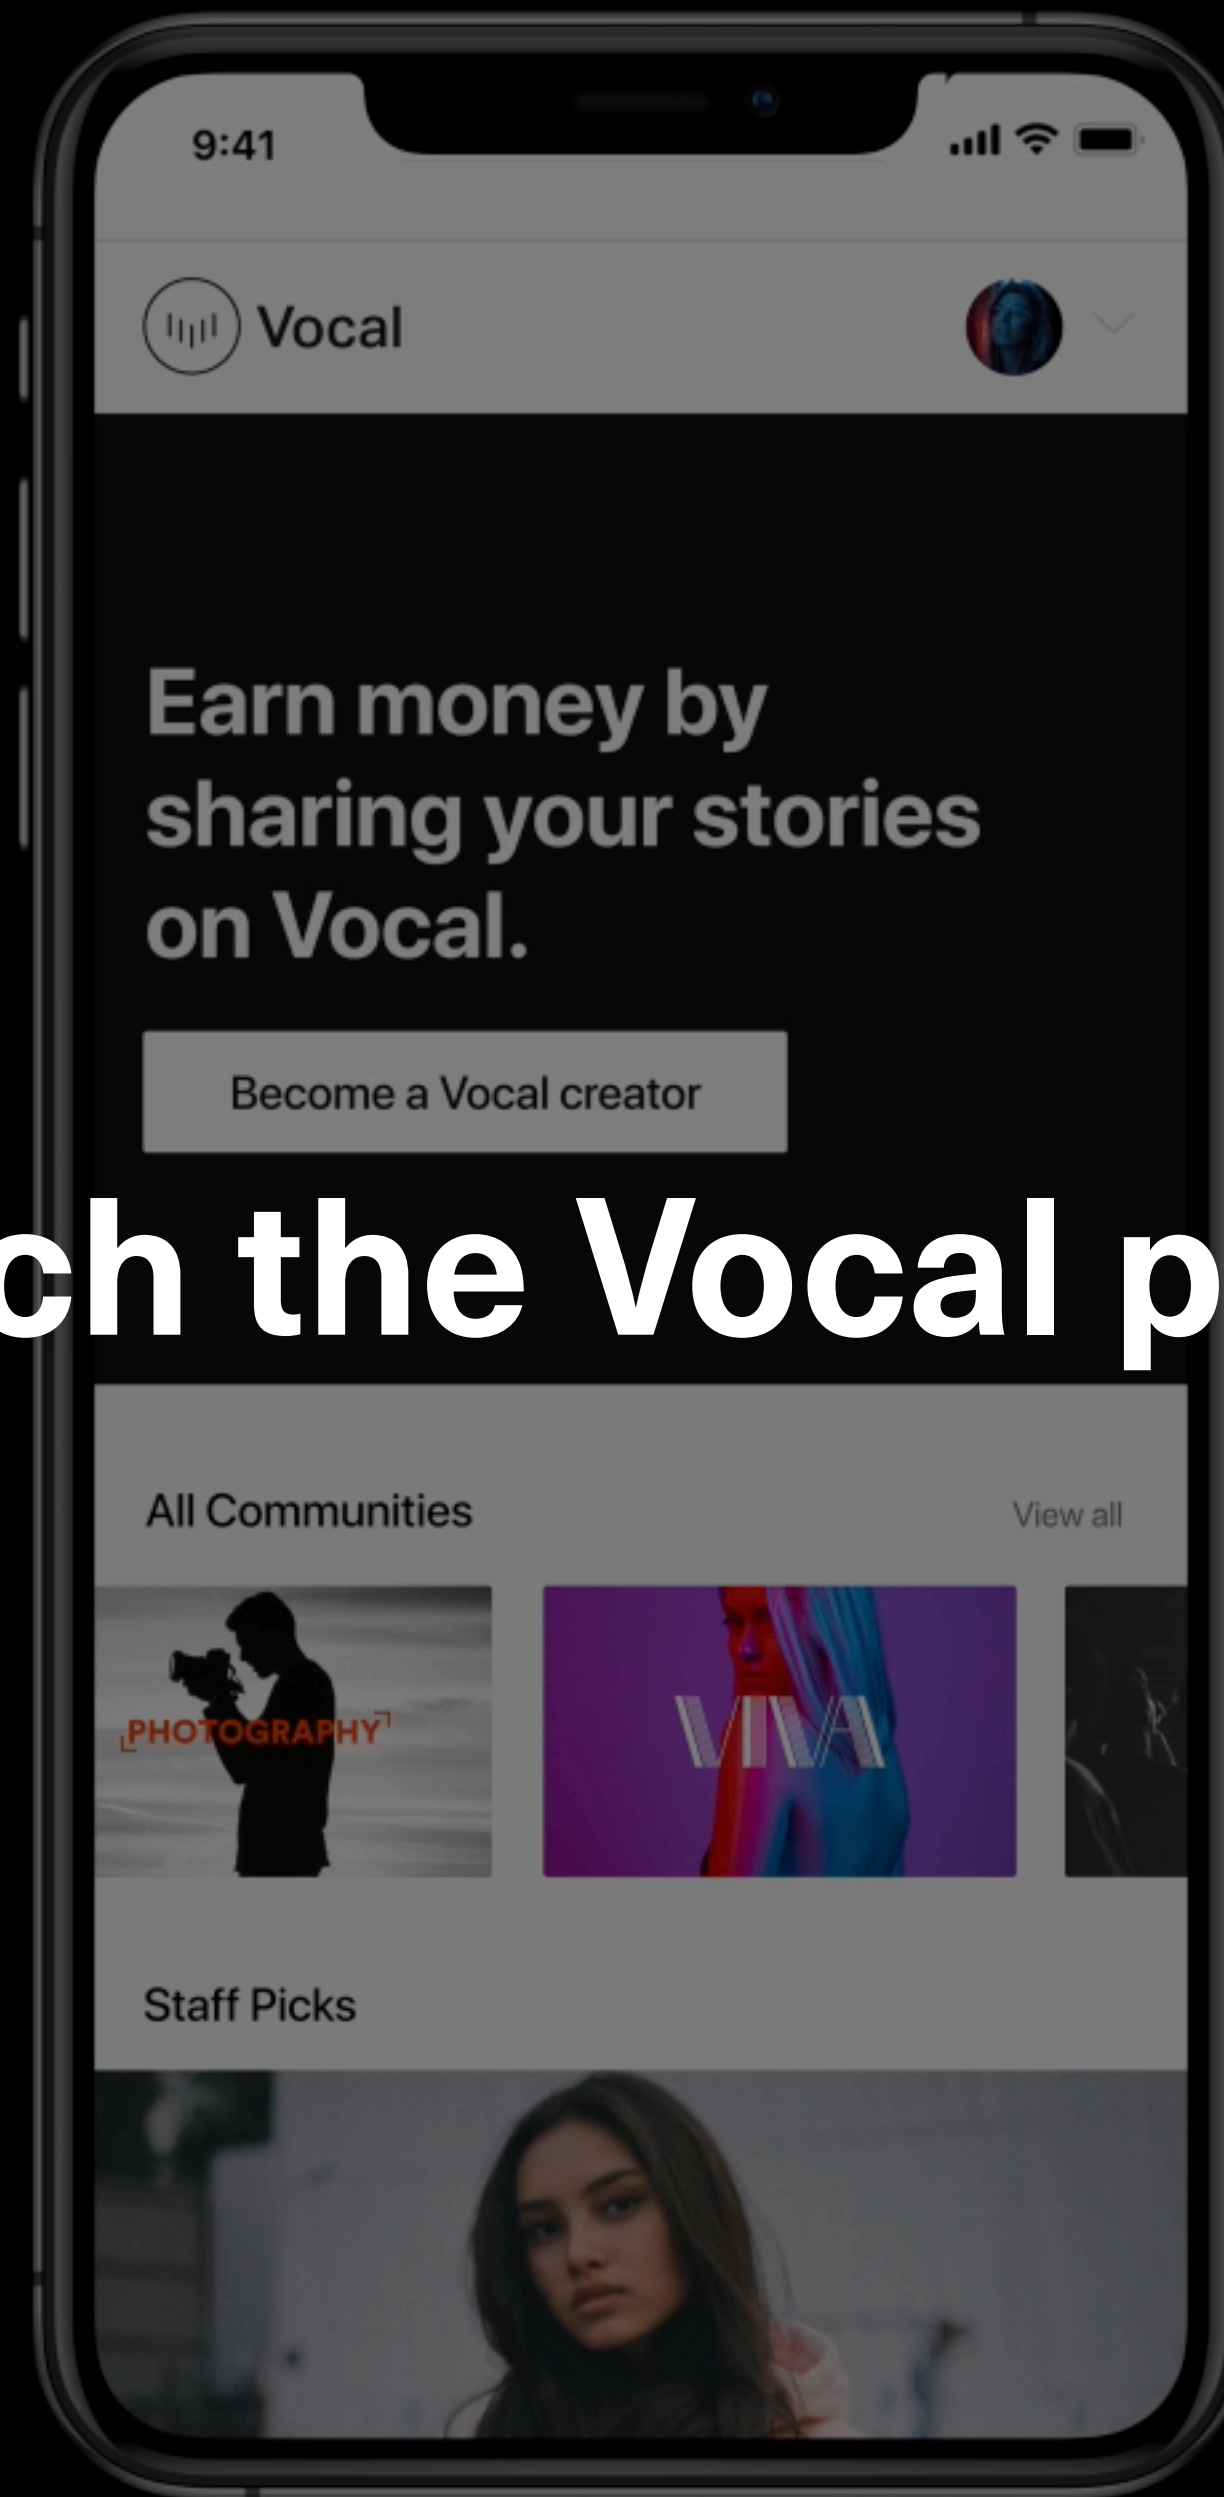 9:41
Vocal
Earn money by
sharing your stories
on Vocal.
Become a Vocal creator
ch the Vocal p
All Communities
View all
PHOTOGRAPHY
VIVA
Staff Picks